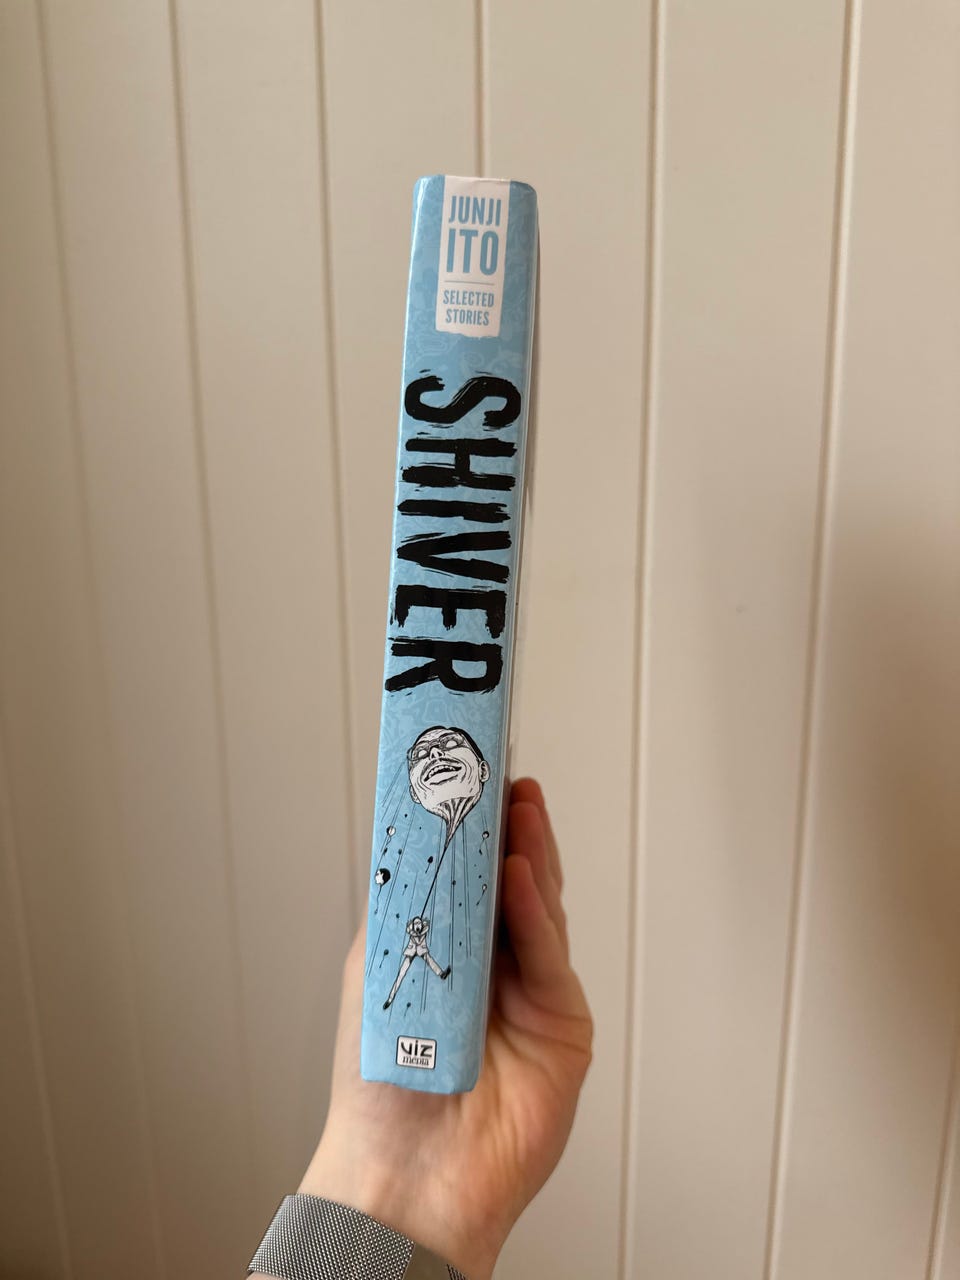 JUNJI
ITO
SELECTED
STORIES
SHIVER
VIZ
media